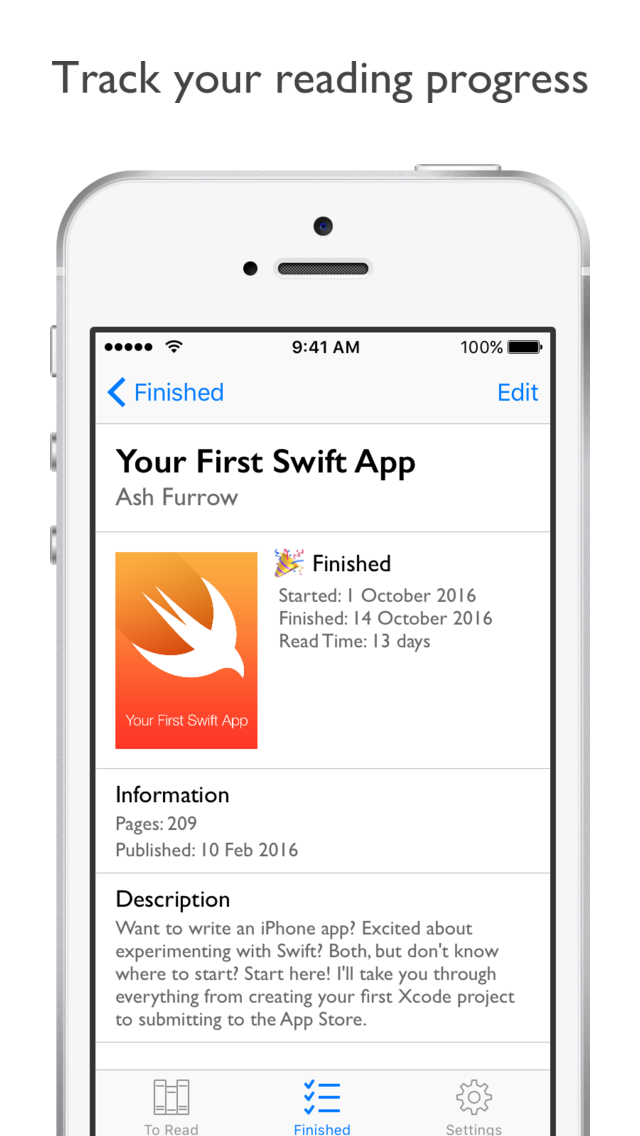 Track your reading progress
9:41 AM
100%
Finished
Edit
Your First Swift App
Ash Furrow
Finished
Started: 1 October 2016
Finished: 14 October 2016
Read Time: 13 days
Your First Swift App
Information
Pages: 209
Published: 10 Feb 2016
Description
Want to write an iPhone app? Excited about
experimenting with Swift? Both, but don't know
where to start? Start here! I'll take you through
everything from creating your first Xcode project
to submitting to the App Store.
To Read
Finished
Settings